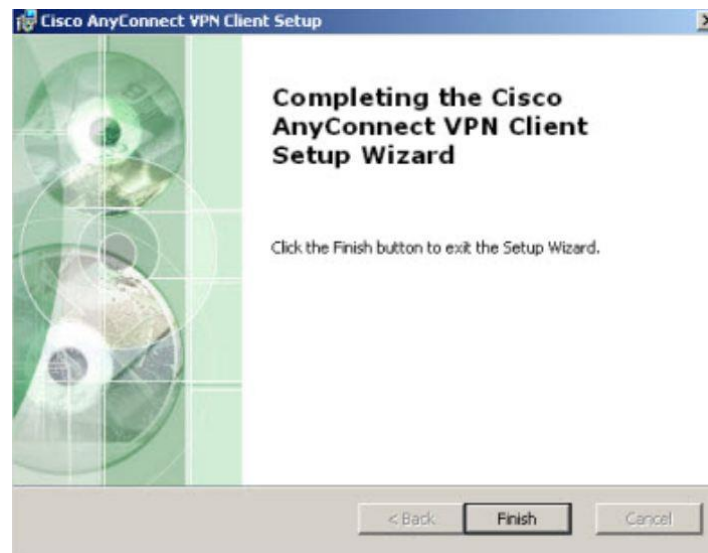 Cisco AnyConnect VPN Client Setup
Completing the Cisco
AnyConnect VPN Client
Setup Wizard
Click the Finish button to exit the Setup Wizard.
< Back Finish Cancel